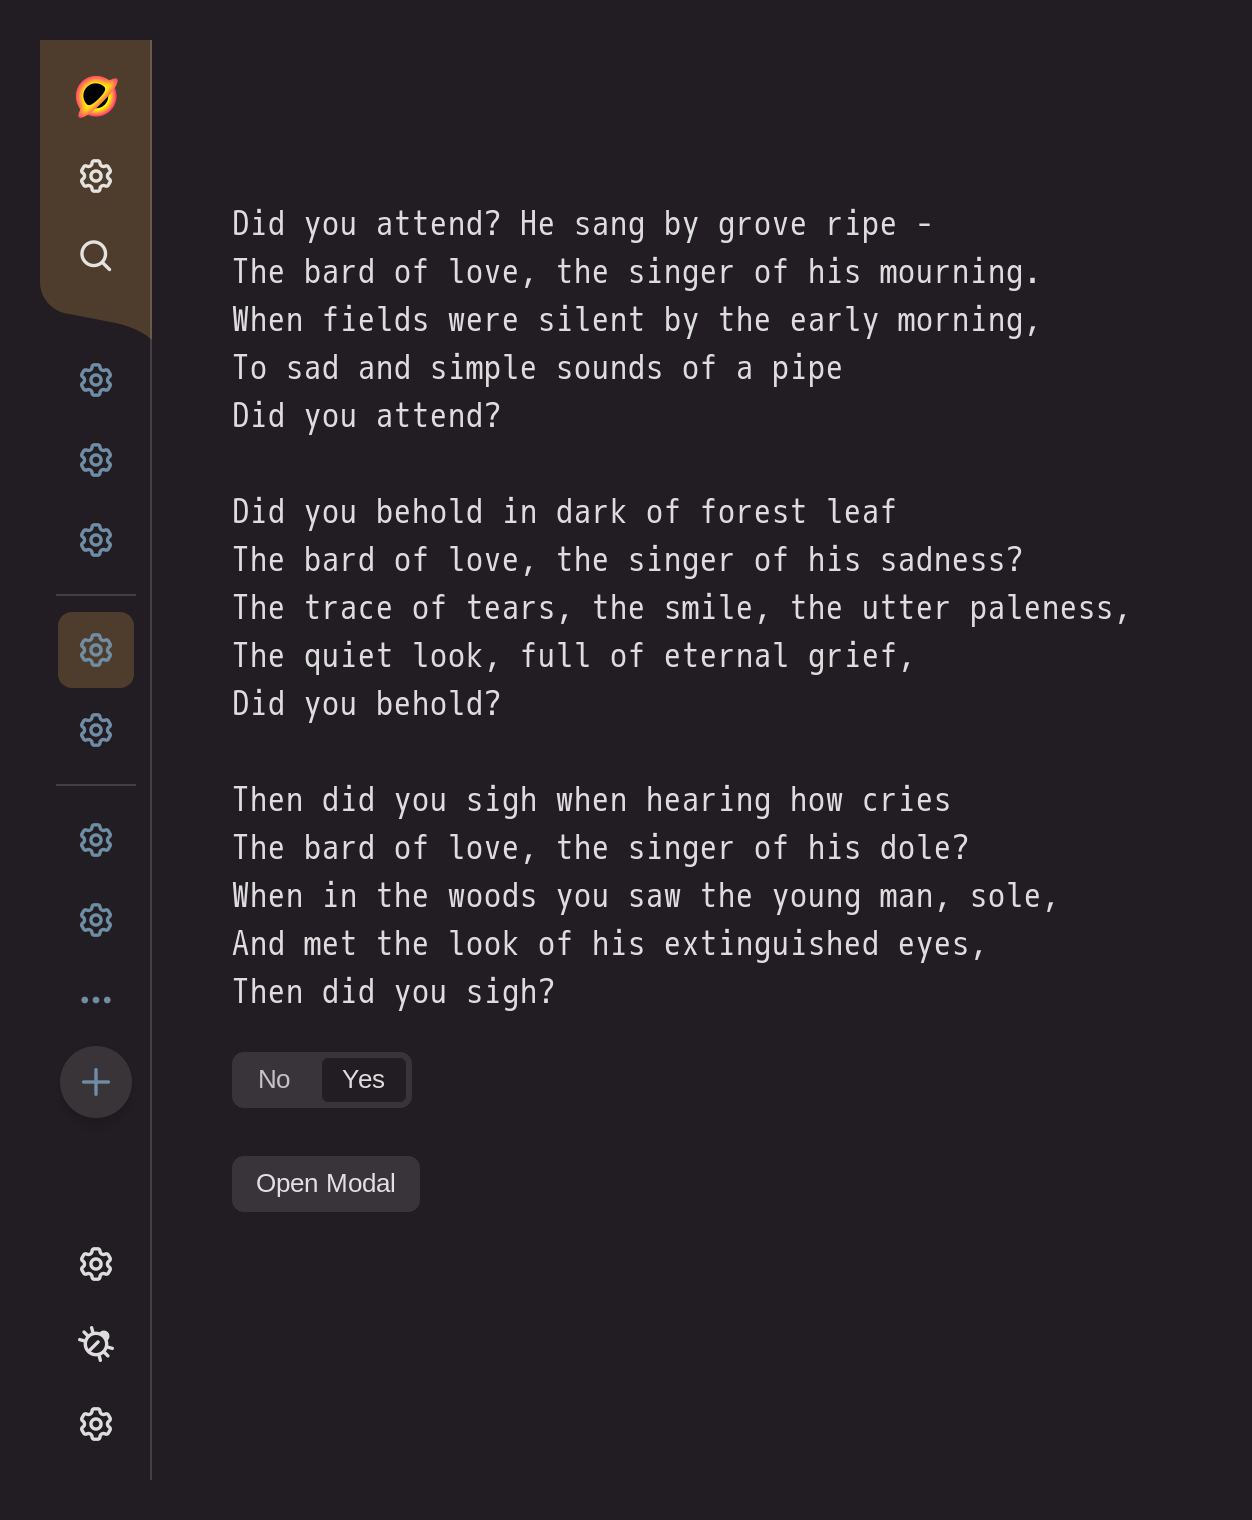 Did you attend? He sang by grove ripe -
The bard of love, the singer of his mourning.
When fields were silent by the early morning,
To sad and simple sounds of a pipe
Did you attend?
Did you behold in dark of forest leaf
The bard of love, the singer of his sadness?
The trace of tears, the smile, the utter paleness,
The quiet look, full of eternal grief,
Did you behold?
Then did you sigh when hearing how cries
The bard of love, the singer of his dole?
When in the woods you saw the young man, sole,
And met the look of his extinguished eyes,
Then did you sigh?
No Yes
Open Modal